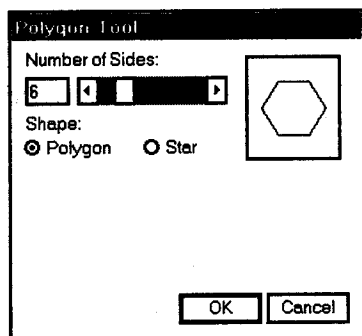 Polygon Tool
Number of Sides:
6
Shape:
Polygon Star
OK Cancel